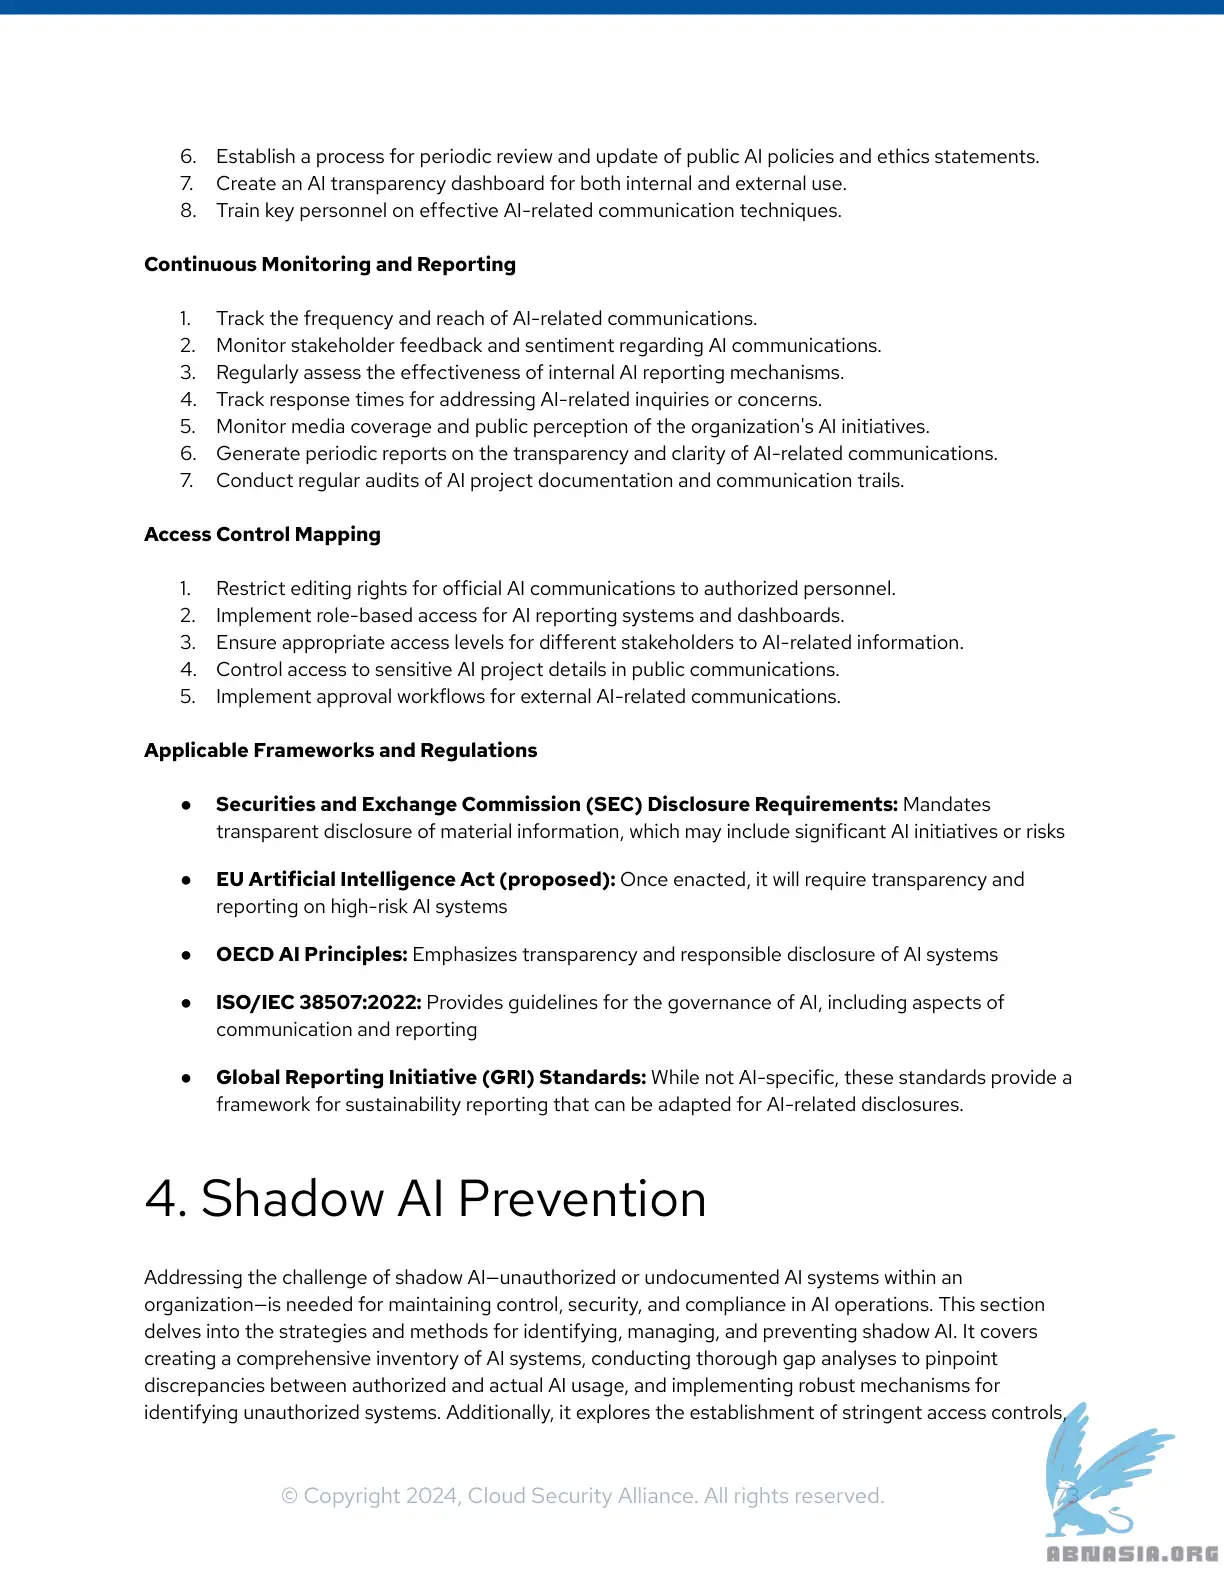 6. Establish a process for periodic review and update of public AI policies and ethics statements.
7. Create an AI transparency dashboard for both internal and external use.
8. Train key personnel on effective AI-related communication techniques.
Continuous Monitoring and Reporting
1. Track the frequency and reach of AI-related communications.
2. Monitor stakeholder feedback and sentiment regarding AI communications.
3. Regularly assess the effectiveness of internal AI reporting mechanisms.
4. Track response times for addressing AI-related inquiries or concerns.
5. Monitor media coverage and public perception of the organization's AI initiatives.
6. Generate periodic reports on the transparency and clarity of AI-related communications.
7. Conduct regular audits of AI project documentation and communication trails.
Access Control Mapping
1. Restrict editing rights for official AI communications to authorized personnel.
2. Implement role-based access for AI reporting systems and dashboards.
3. Ensure appropriate access levels for different stakeholders to AI-related information.
4. Control access to sensitive AI project details in public communications.
5. Implement approval workflows for external AI-related communications.
Applicable Frameworks and Regulations
● Securities and Exchange Commission (SEC) Disclosure Requirements: Mandates
transparent disclosure of material information, which may include significant AI initiatives or risks
● EU Artificial Intelligence Act (proposed): Once enacted, it will require transparency and
reporting on high-risk AI systems
● OECD AI Principles: Emphasizes transparency and responsible disclosure of AI systems
● ISO/IEC 38507:2022: Provides guidelines for the governance of AI, including aspects of
communication and reporting
● Global Reporting Initiative (GRI) Standards: While not AI-specific, these standards provide a
framework for sustainability reporting that can be adapted for AI-related disclosures.
4. Shadow AI Prevention
Addressing the challenge of shadow AI—unauthorized or undocumented AI systems within an
organization—is needed for maintaining control, security, and compliance in AI operations. This section
delves into the strategies and methods for identifying, managing, and preventing shadow AI. It covers
creating a comprehensive inventory of AI systems, conducting thorough gap analyses to pinpoint
discrepancies between authorized and actual AI usage, and implementing robust mechanisms for
identifying unauthorized systems. Additionally, it explores the establishment of stringent access controls,
© Copyright 2024, Cloud Security Alliance. All rights reserved. 73
ABNASIA.ORG